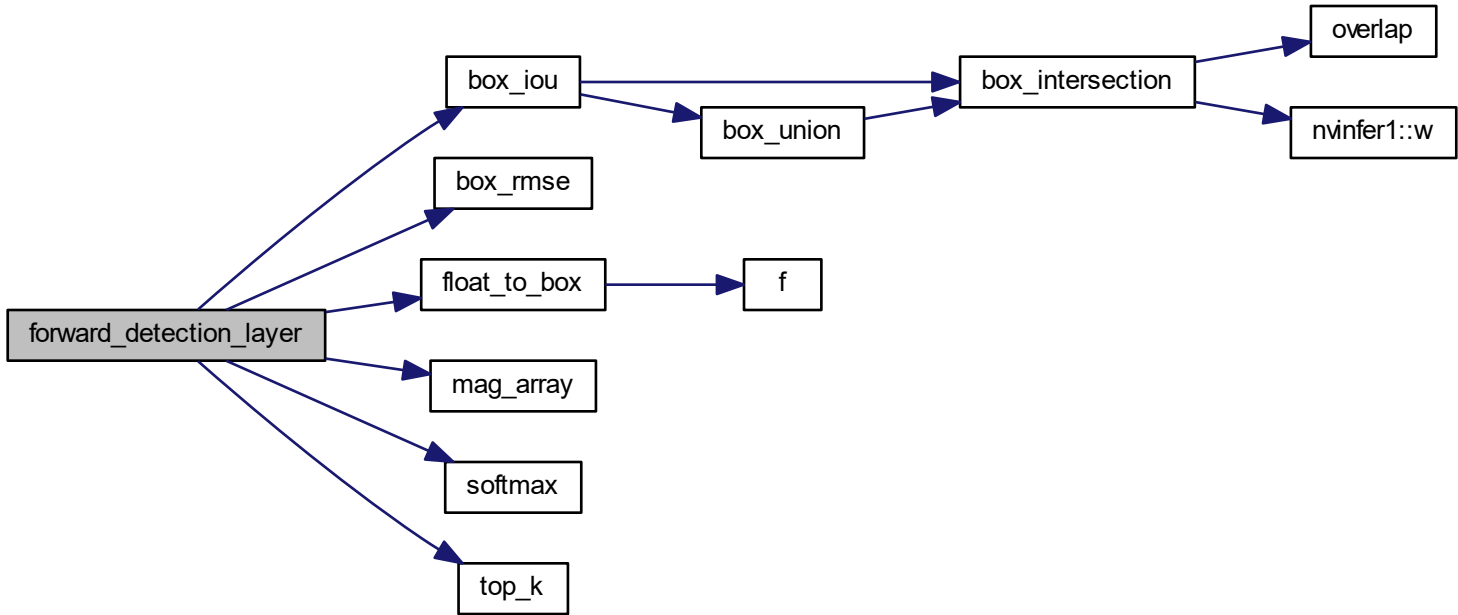 overlap
box_iou
box_intersection
box_union
nvinfer1::w
box_rmse
float_to_box
f
forward_detection_layer
mag_array
softmax
top_k